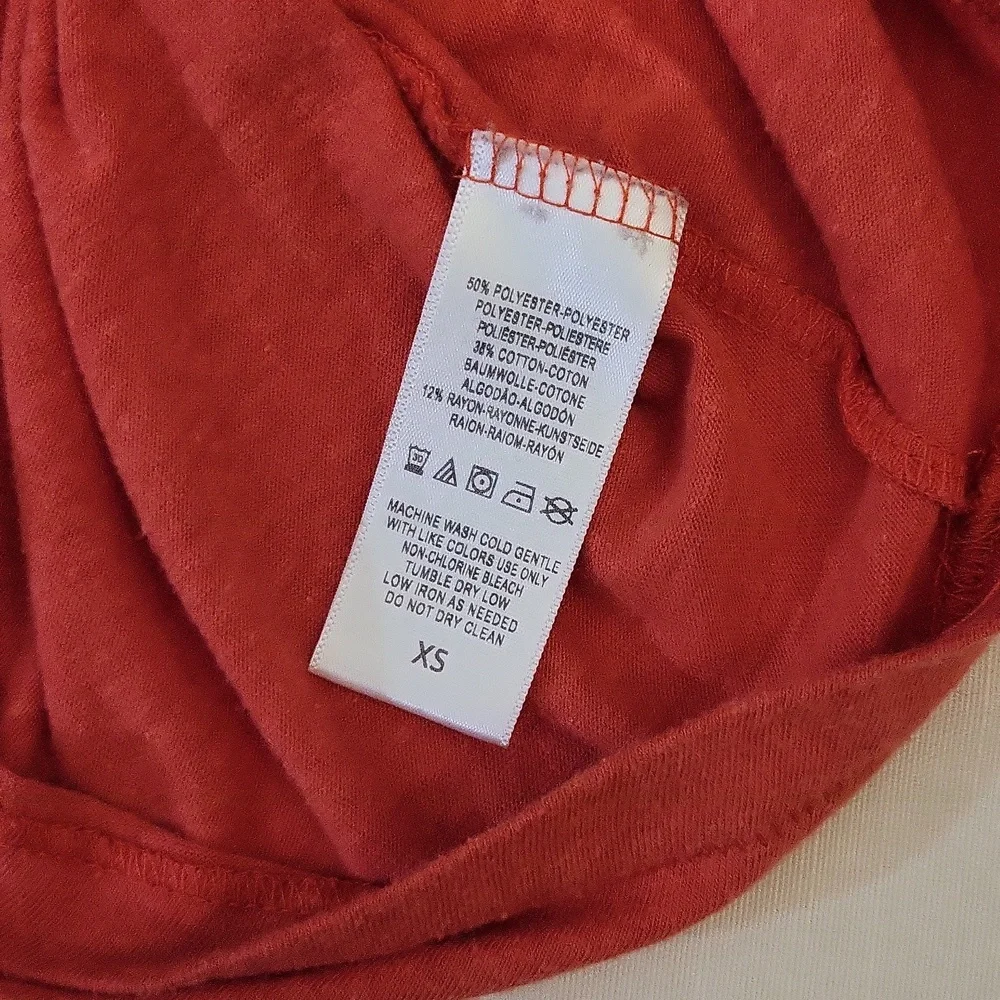 50% POLYESTER-POLYESTER
POLYESTER-POLIESTERE
POLIÉSTER-POLIÉSTER
38% COTTON-COTON
BAUMWOLLE-COTONE
ALGODÃO-ALGODÓN
12% RAYON-RAYONNE-KUNSTSEIDE
RAION-RAIOM-RAYÓN
30
MACHINE WASH COLD GENTLE
WITH LIKE COLORS USE ONLY
NON-CHLORINE BLEACH
TUMBLE DRY LOW
LOW IRON AS NEEDED
DO NOT DRY CLEAN
XS